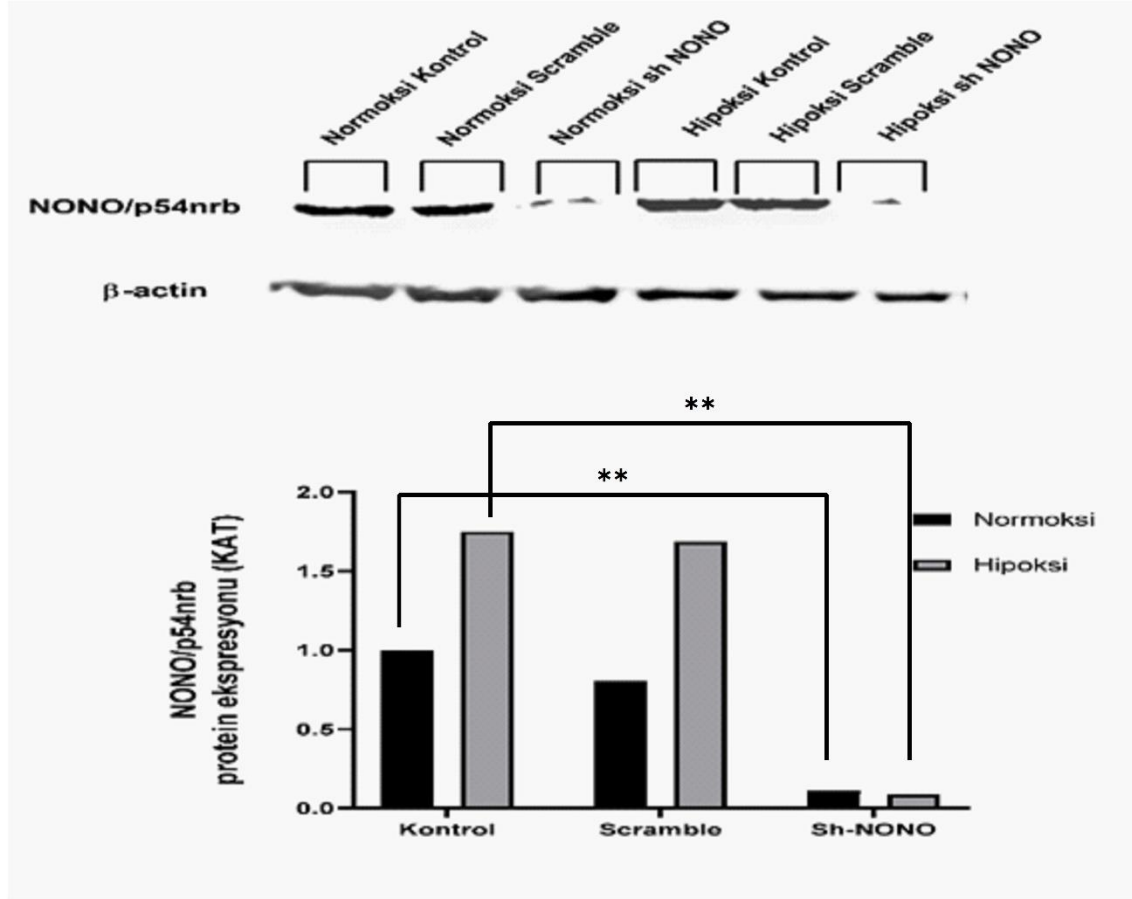 Normoksi Kontrol
Normoksi Scramble
Normoksi sh NONO
Hipoksi Kontrol
Hipoksi Scramble
Hipoksi sh NONO
NONO/p54nrb
β-actin
**
**
NONO/p54nrb
protein ekspresyonu (KAT)
2.0
1.5
1.0
0.5
0.0
Normoksi
Hipoksi
Kontrol
Scramble
Sh-NONO